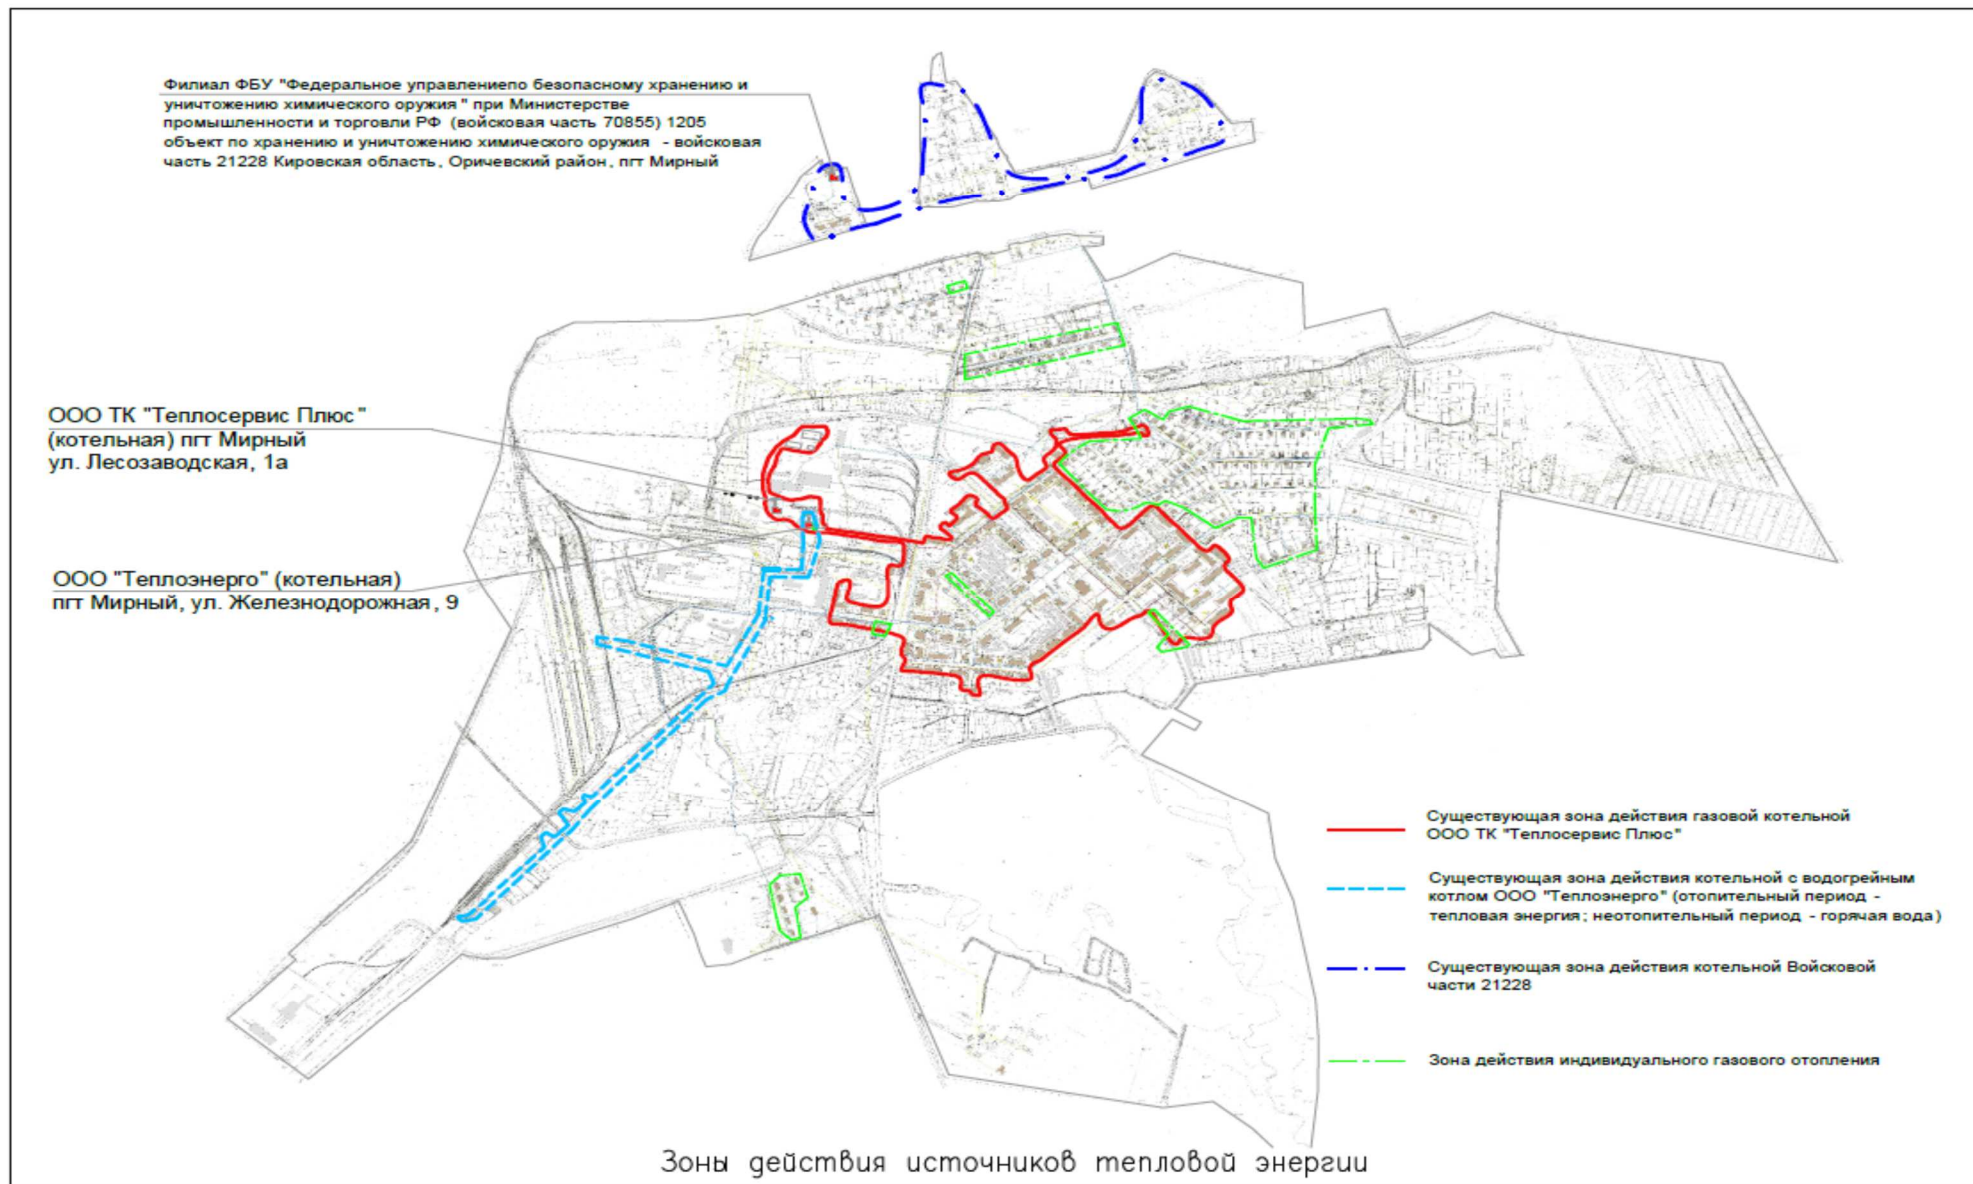 Филиал ФБУ "Федеральное управлениепо безопасному хранению и
уничтожению химического оружия " при Министерстве
промышленности и торговли РФ (войсковая часть 70855) 1205
объект по хранению и уничтожению химического оружия - войсковая
часть 21228 Кировская область, Оричевский район, пгт Мирный
ООО ТК "Теплосервис Плюс"
(котельная) пгт Мирный
ул. Лесозаводская, 1а
ООО "Теплоэнерго" (котельная)
пгт Мирный, ул. Железнодорожная, 9
Существующая зона действия газовой котельной
ООО ТК "Теплосервис Плюс"
Существующая зона действия котельной с водогрейным
котлом ООО "Теплоэнерго" (отопительный период -
тепловая энергия; неотопительный период - горячая вода)
Существующая зона действия котельной Войсковой
части 21228
Зона действия индивидуального газового отопления
Зоны действия источников тепловой энергии